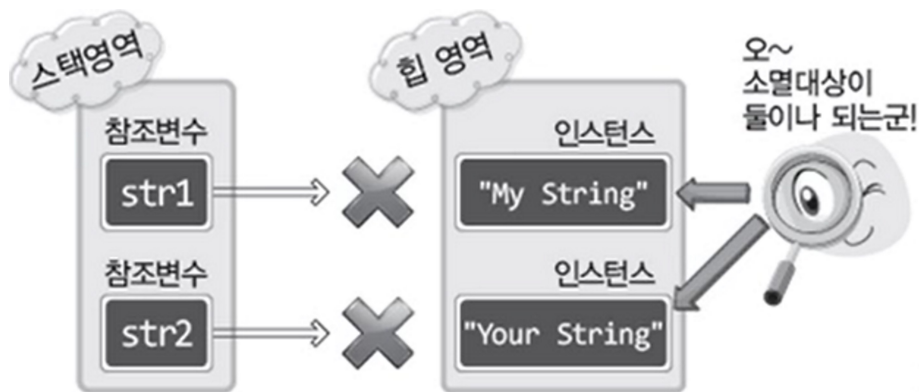 스택영역
힙 영역
오~
소멸대상이
둘이나 되는군!
참조변수
인스턴스
str1
"My String"
참조변수
인스턴스
str2
"Your String"